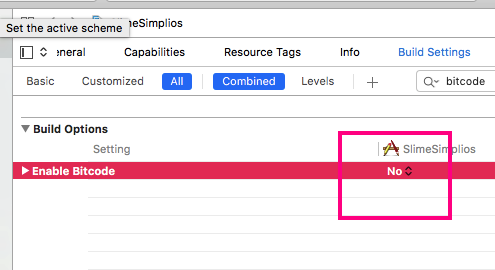 SlimeSimplios
Set the active scheme
General Capabilities Resource Tags Info Build Settings
Basic Customized All Combined Levels + bitcode
Build Options
Setting SlimeSimplios
Enable Bitcode No